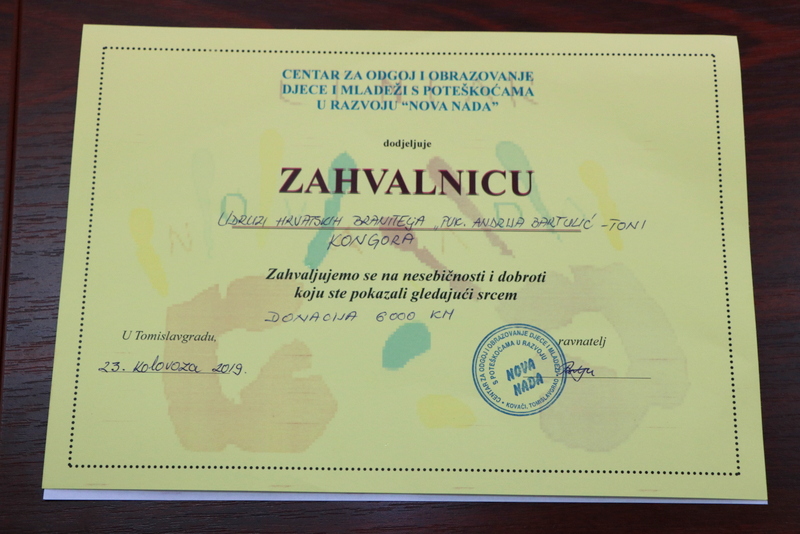 CENTAR ZA ODGOJ I OBRAZOVANJE
DJECE I MLADEŽI S POTEŠKOĆAMA
U RAZVOJU "NOVA NADA"
dodjeljuje
ZAHVALNICU
UDRUZI HRVATSKIH BRANITELJA „PUK. ANDRIJA BARTULIĆ - TONI
KONGORA
Zahvaljujemo se na nesebičnosti i dobroti
koju ste pokazali gledajući srcem
DONACIJA 6000 KM
U Tomislavgradu,
ravnatelj
23. Kolovoza 2019.
CENTAR ZA ODGOJ I OBRAZOVANJE DJECE I MLADEŽI
S POTEŠKOĆAMA U RAZVOJU
NOVA
NADA
KOVAČI, TOMISLAVGRAD